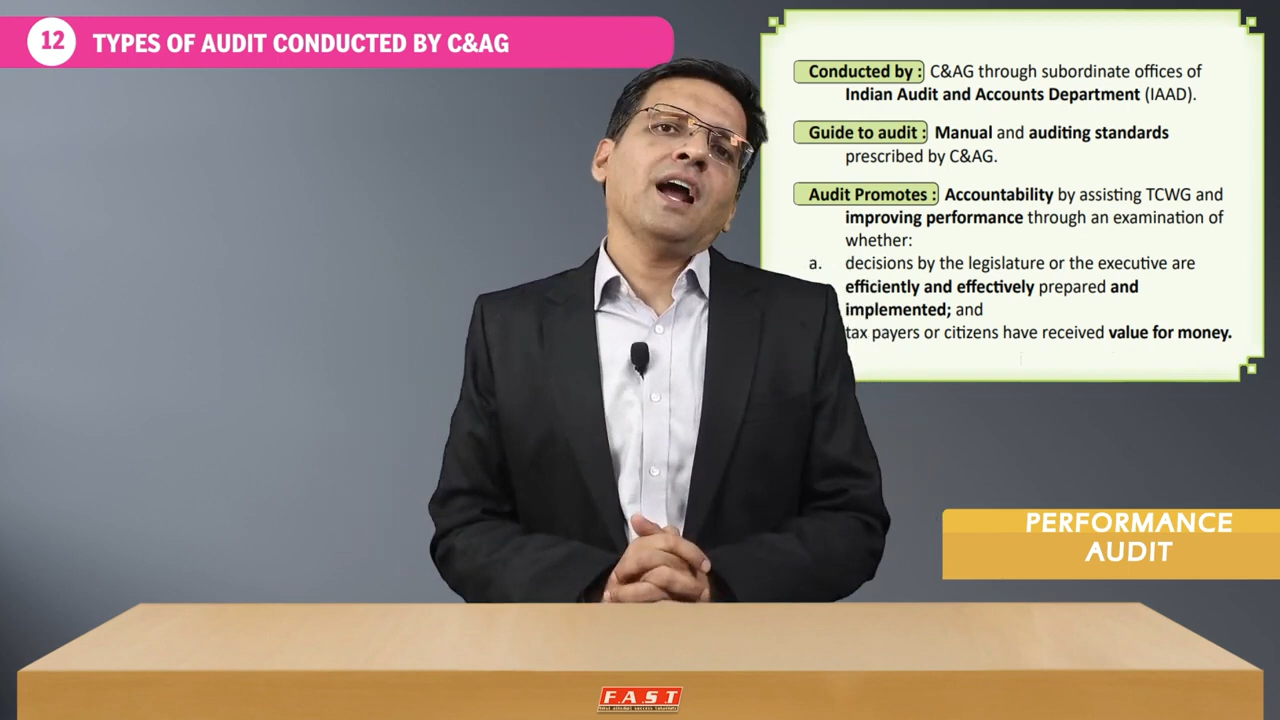 12 TYPES OF AUDIT CONDUCTED BY C&AG
Conducted by : C&AG through subordinate offices of
Indian Audit and Accounts Department (IAAD).
Guide to audit : Manual and auditing standards
prescribed by C&AG.
Audit Promotes : Accountability by assisting TCWG and
improving performance through an examination of
whether:
a. decisions by the legislature or the executive are
efficiently and effectively prepared and
implemented; and
tax payers or citizens have received value for money.
PERFORMANCE
AUDIT
F.A.S.T